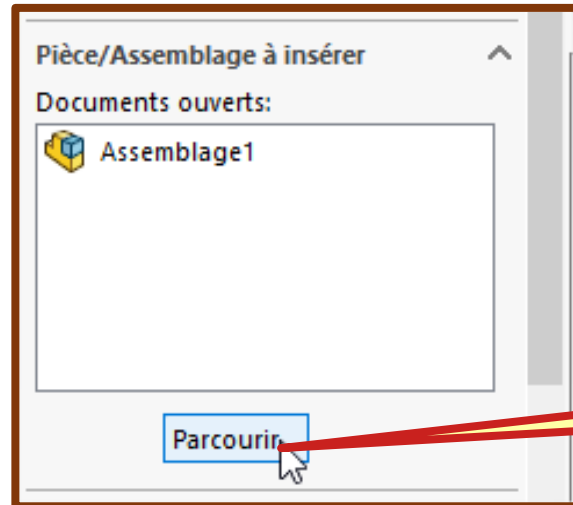 Pièce/Assemblage à insérer
Documents ouverts:
Assemblage1
Parcourir...